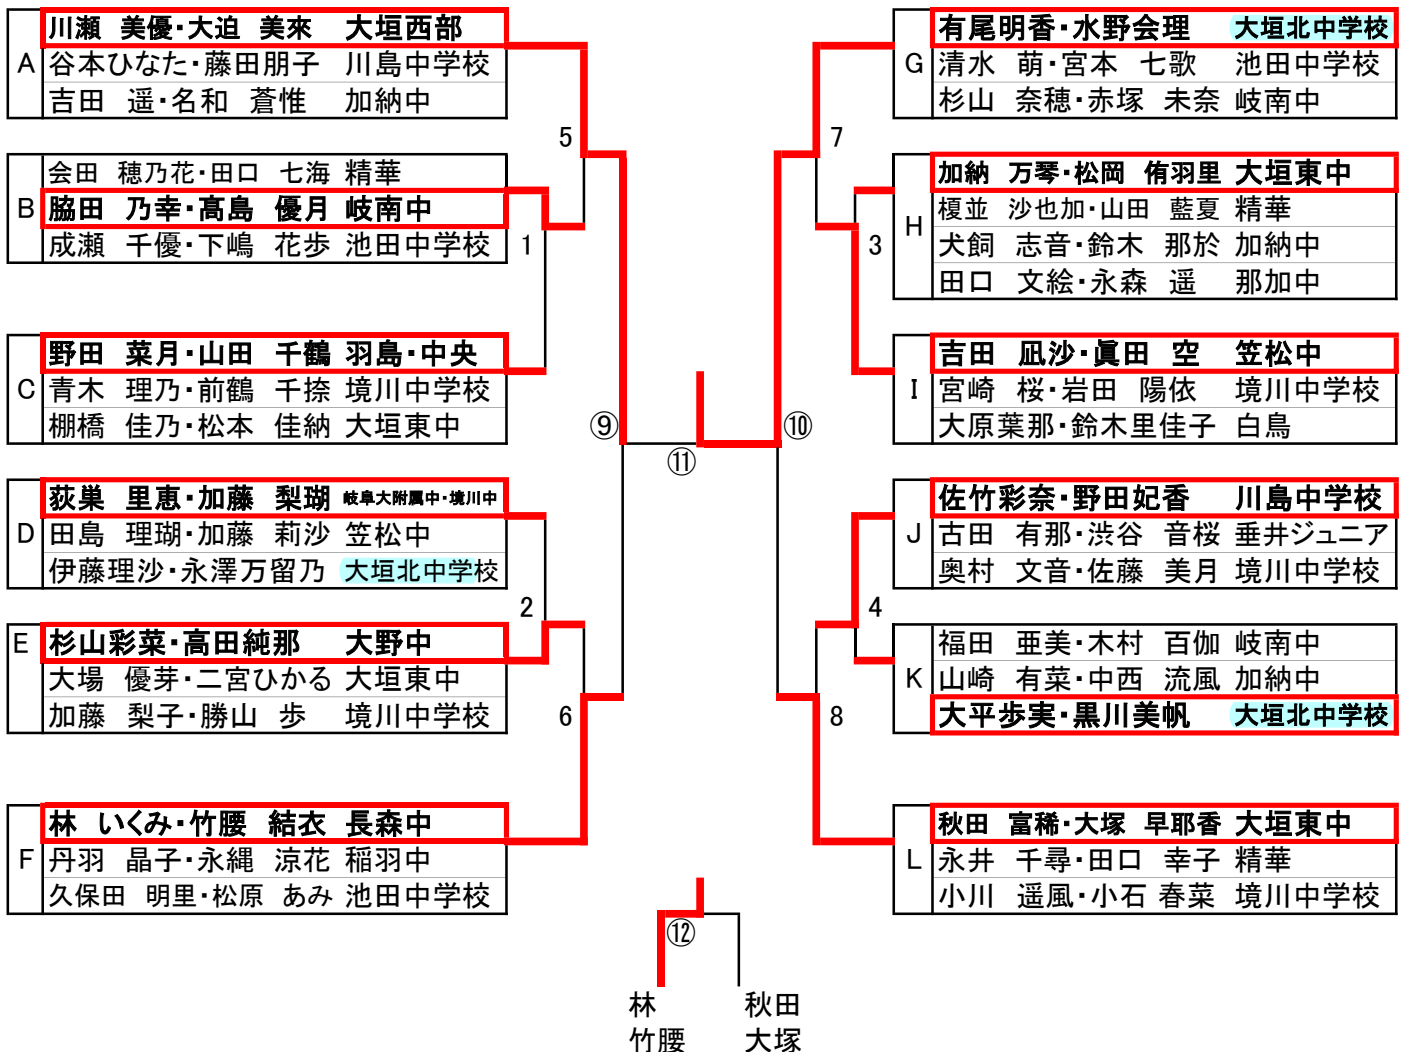 A
川瀬 美優・大迫 美來 大垣西部
谷本ひなた・藤田朋子 川島中学校
吉田 遥・名和 蒼惟 加納中
5
B
会田 穂乃花・田口 七海 精華
脇田 乃幸・髙島 優月 岐南中
成瀬 千優・下嶋 花歩 池田中学校
1
C
野田 菜月・山田 千鶴 羽島・中央
青木 理乃・前鶴 千捺 境川中学校
棚橋 佳乃・松本 佳納 大垣東中
⑨
D
荻巣 里恵・加藤 梨瑚 岐阜大附属中・境川中
田島 理瑚・加藤 莉沙 笠松中
伊藤理沙・永澤万留乃 大垣北中学校
2
E
杉山彩菜・高田純那 大野中
大場 優芽・二宮ひかる 大垣東中
加藤 梨子・勝山 歩 境川中学校
6
F
林 いくみ・竹腰 結衣 長森中
丹羽 晶子・永縄 涼花 稲羽中
久保田 明里・松原 あみ 池田中学校
⑪
G
有尾明香・水野会理 大垣北中学校
清水 萌・宮本 七歌 池田中学校
杉山 奈穂・赤塚 未奈 岐南中
7
H
加納 万琴・松岡 侑羽里 大垣東中
榎並 沙也加・山田 藍夏 精華
犬飼 志音・鈴木 那於 加納中
田口 文絵・永森 遥 那加中
3
I
吉田 凪沙・眞田 空 笠松中
宮崎 桜・岩田 陽依 境川中学校
大原葉那・鈴木里佳子 白鳥
⑩
J
佐竹彩奈・野田妃香 川島中学校
古田 有那・渋谷 音桜 垂井ジュニア
奥村 文音・佐藤 美月 境川中学校
4
K
福田 亜美・木村 百伽 岐南中
山崎 有菜・中西 流風 加納中
大平歩実・黒川美帆 大垣北中学校
8
L
秋田 富稀・大塚 早耶香 大垣東中
永井 千尋・田口 幸子 精華
小川 遥風・小石 春菜 境川中学校
⑫
林 秋田
竹腰 大塚